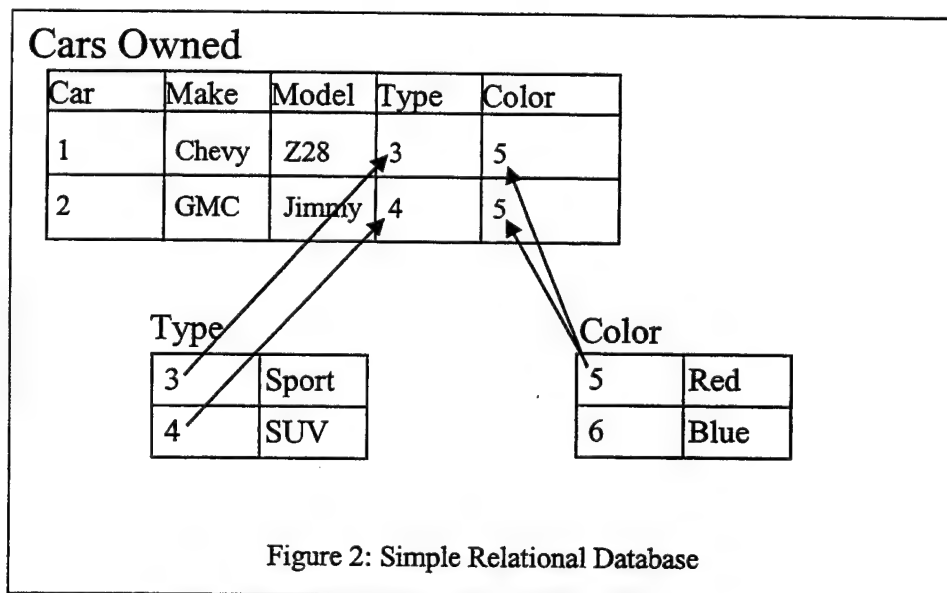 Cars Owned
Car Make Model Type Color
1 Chevy Z28 3 5
2 GMC Jimmy 4 5
Type Color
3 Sport 5 Red
4 SUV 6 Blue
Figure 2: Simple Relational Database